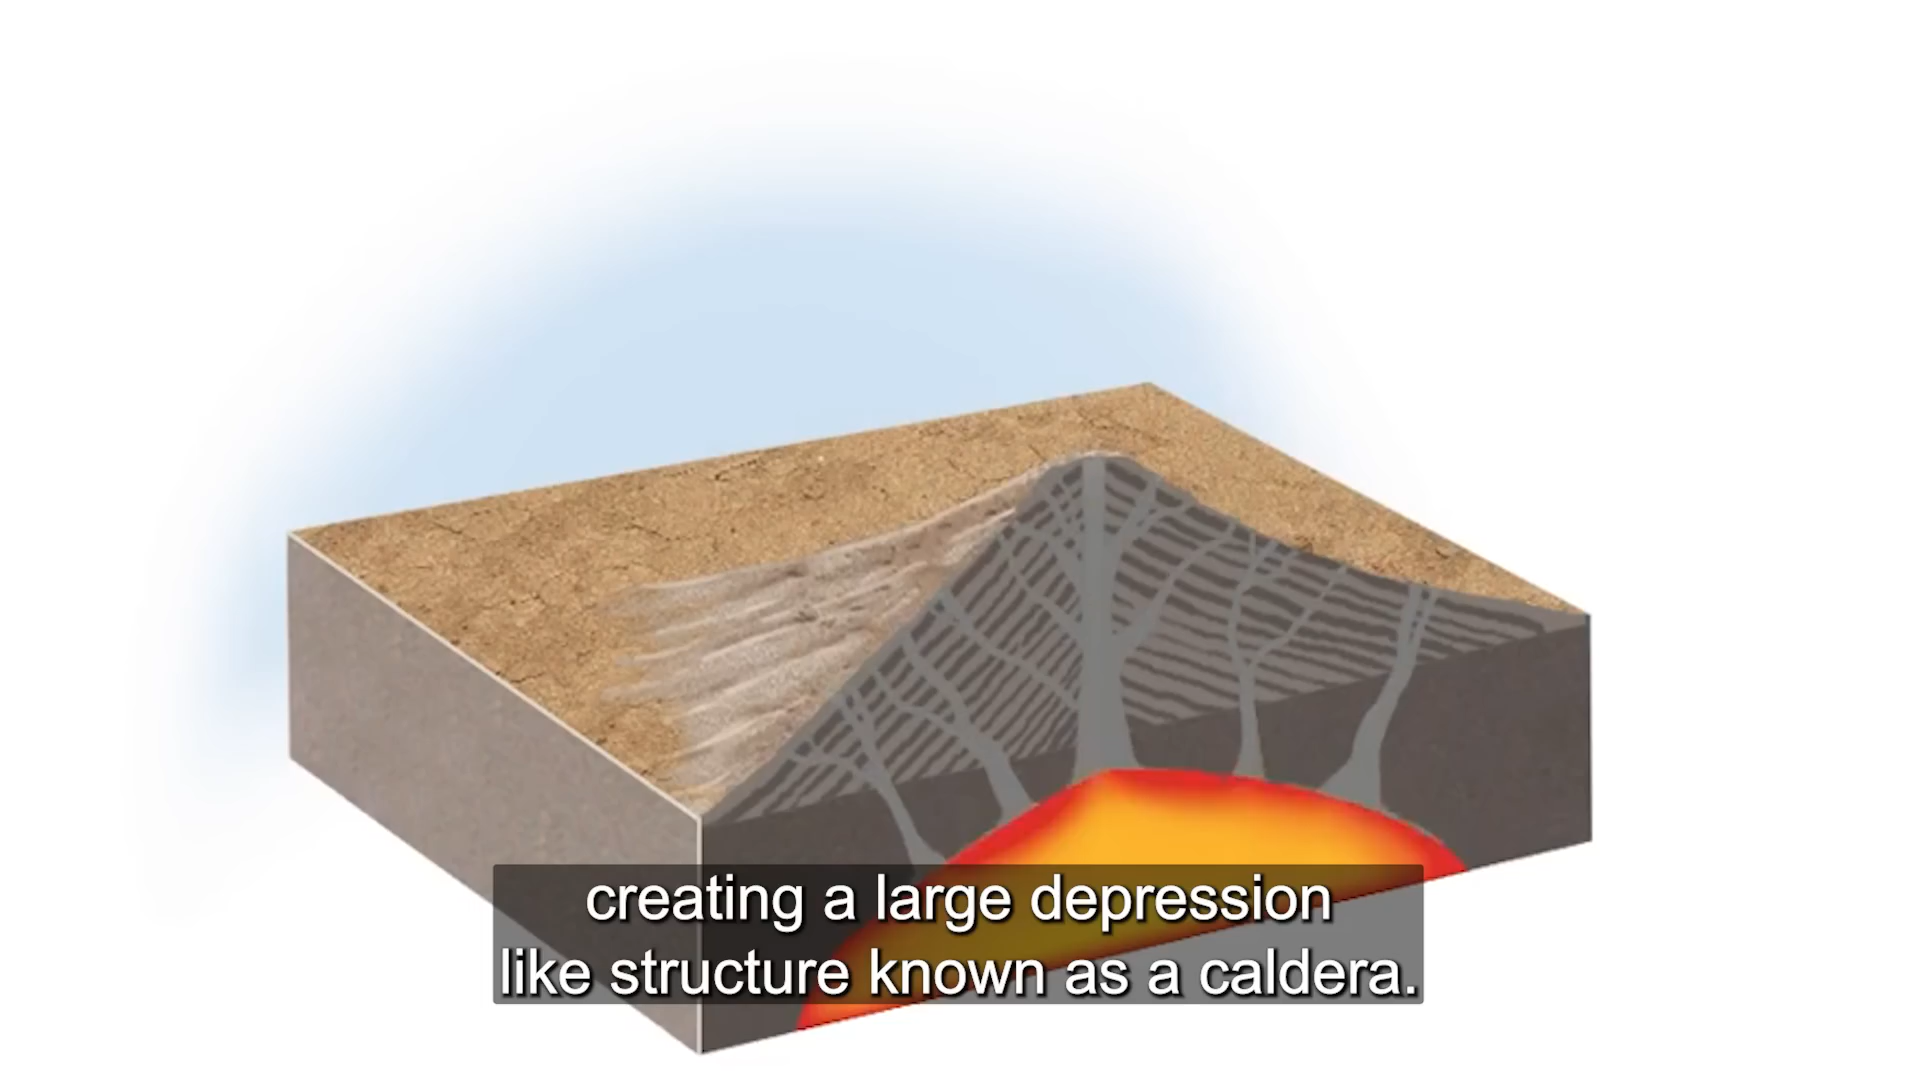 creating a large depression
like structure known as a caldera.